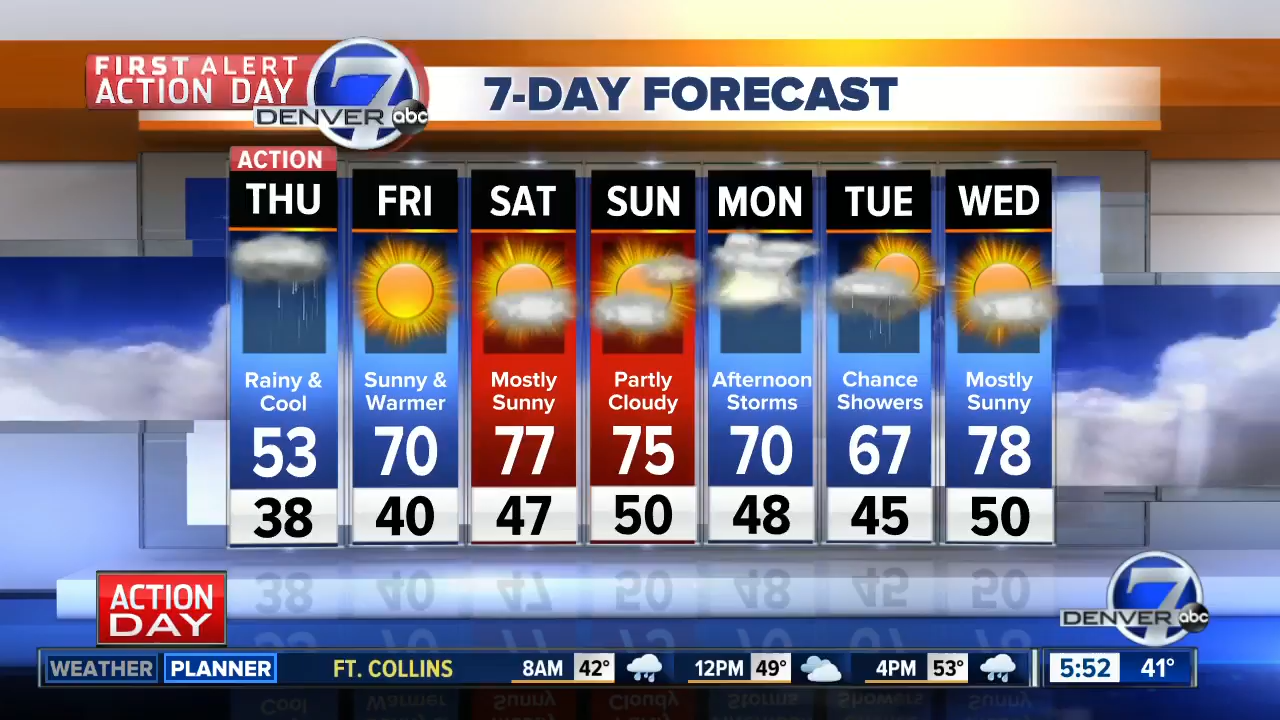 FIRST ALERT
ACTION DAY
7
DENVER abc
7-DAY FORECAST
ACTION
THU
FRI
SAT
SUN
MON
TUE
WED
Rainy &
Cool
Sunny &
Warmer
Mostly
Sunny
Partly
Cloudy
Afternoon
Storms
Chance
Showers
Mostly
Sunny
53
70
77
75
70
67
78
38
40
47
50
48
45
50
ACTION
DAY
7
DENVER abc
WEATHER PLANNER FT. COLLINS 8AM 42° 12PM 49° 4PM 53° 5:52 41°